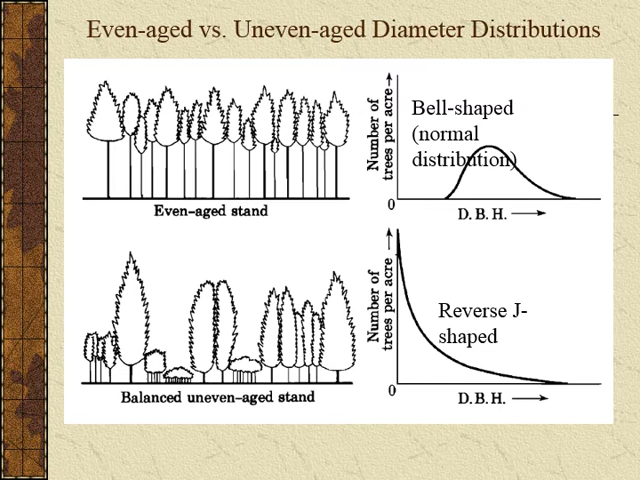 Even-aged vs. Uneven-aged Diameter Distributions
Number of
trees per acre
Bell-shaped
(normal
distribution)
0
D. B. H.
Even-aged stand
Number of
trees per acre
Reverse J-
shaped
0
D. B. H.
Balanced uneven-aged stand